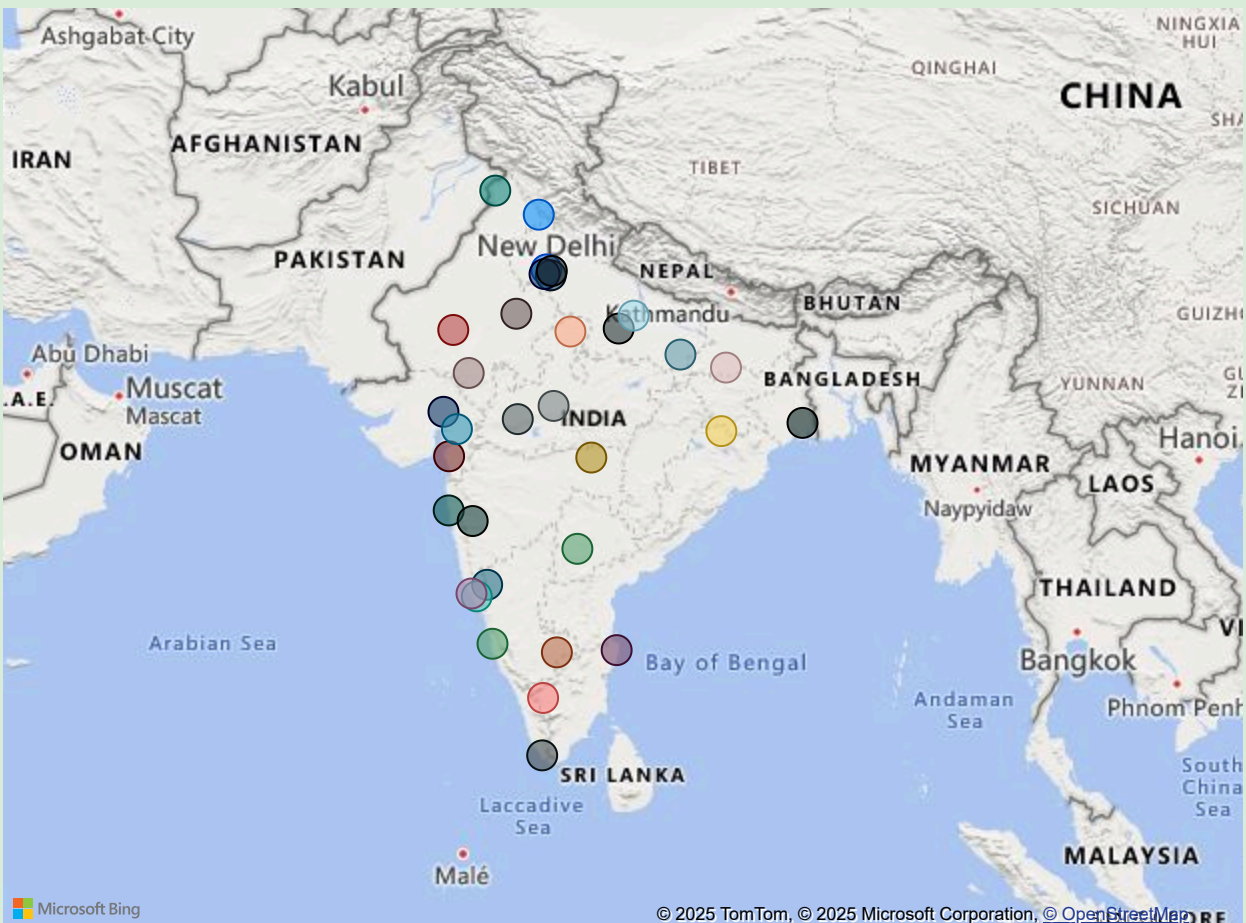 Ashgabat City
NINGXIA
HUI
QINGHAI
Kabul
CHINA
AFGHANISTAN
IRAN
TIBET
SICHUAN
New Delhi
PAKISTAN
NEPAL
BHUTAN
Kathmandu
GUIZH
Abu Dhabi
Muscat
Mascat
.A.E.
BANGLADESH
YUNNAN
INDIA
OMAN
Hanoi
MYANMAR
LAOS
Naypyidaw
THAILAND
VI
Arabian Sea
Bay of Bengal
Bangkok
Andaman
Sea
Phnom Penh
SRI LANKA
South
China
Sea
Laccadive
Sea
Malé
MALAYSIA
Microsoft Bing
© 2025 TomTom, © 2025 Microsoft Corporation, © OpenStreetMap